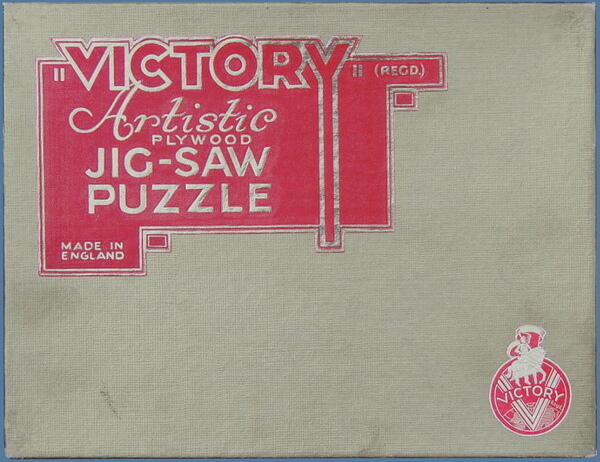 "VICTORY" (REGD.)
Artistic
PLYWOOD
JIG-SAW
PUZZLE
MADE IN
ENGLAND
VICTORY
V